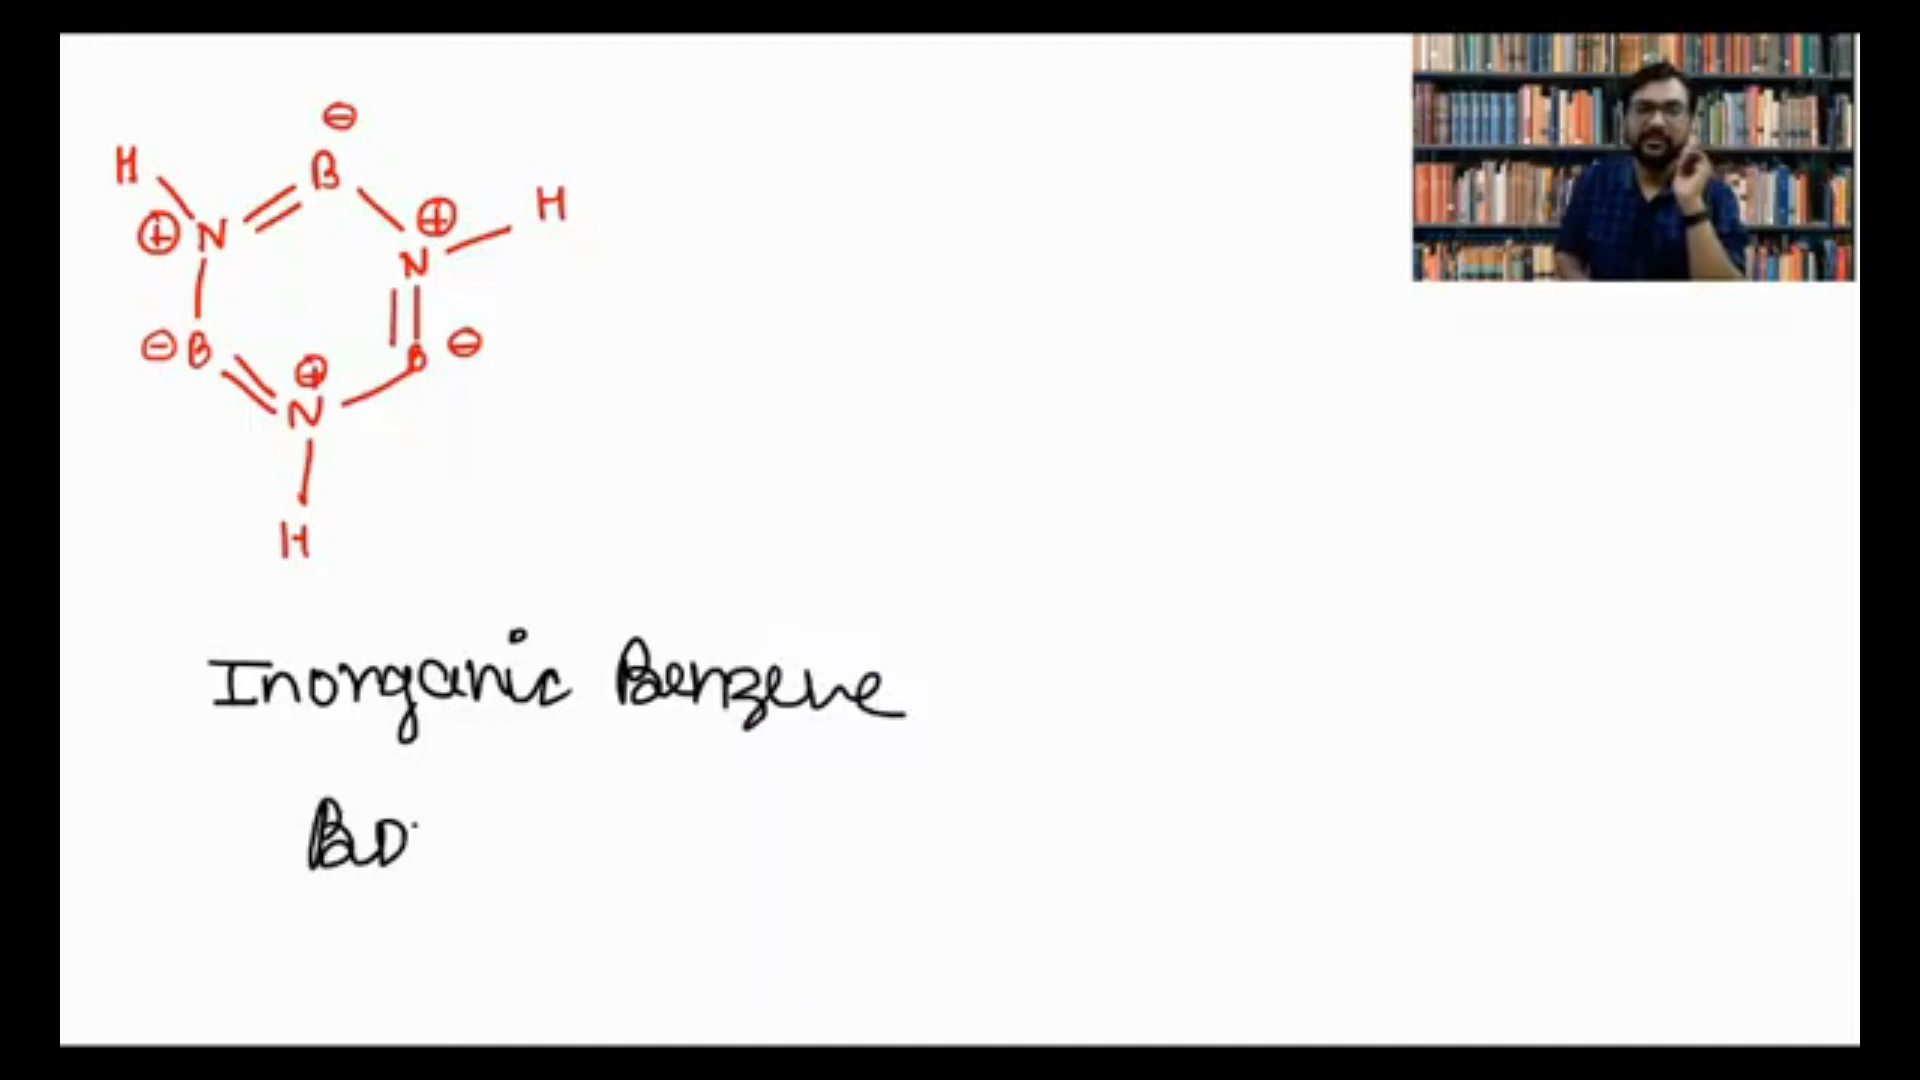 ⊖
H B
⊕ N ⊕ H
N
⊖ B ⊕ B ⊖
N
H
Inorganic Benzene
Bo